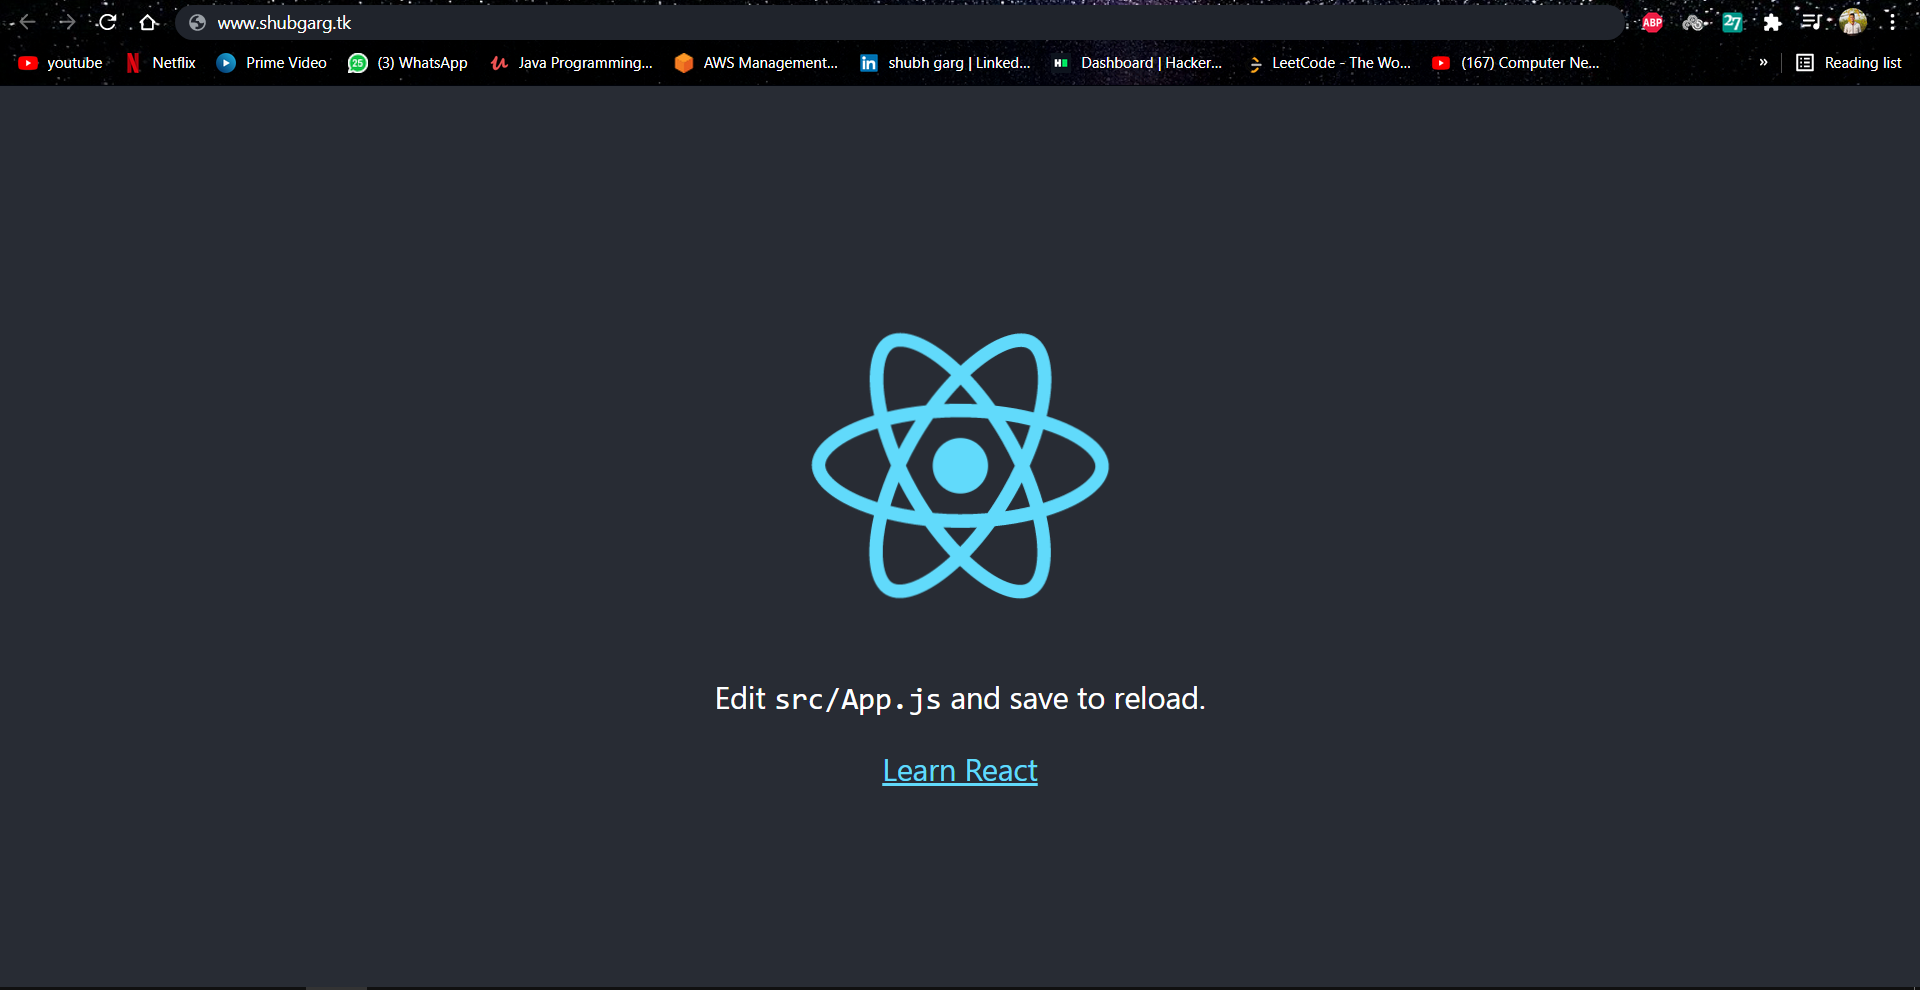 www.shubgarg.tk
ABP
27
youtube
Netflix
Prime Video
25
(3) WhatsApp
Java Programming...
AWS Management...
in
shubh garg | Linked...
H
Dashboard | Hacker...
LeetCode - The Wo...
(167) Computer Ne...
»
Reading list
Edit src/App.js and save to reload.
Learn React